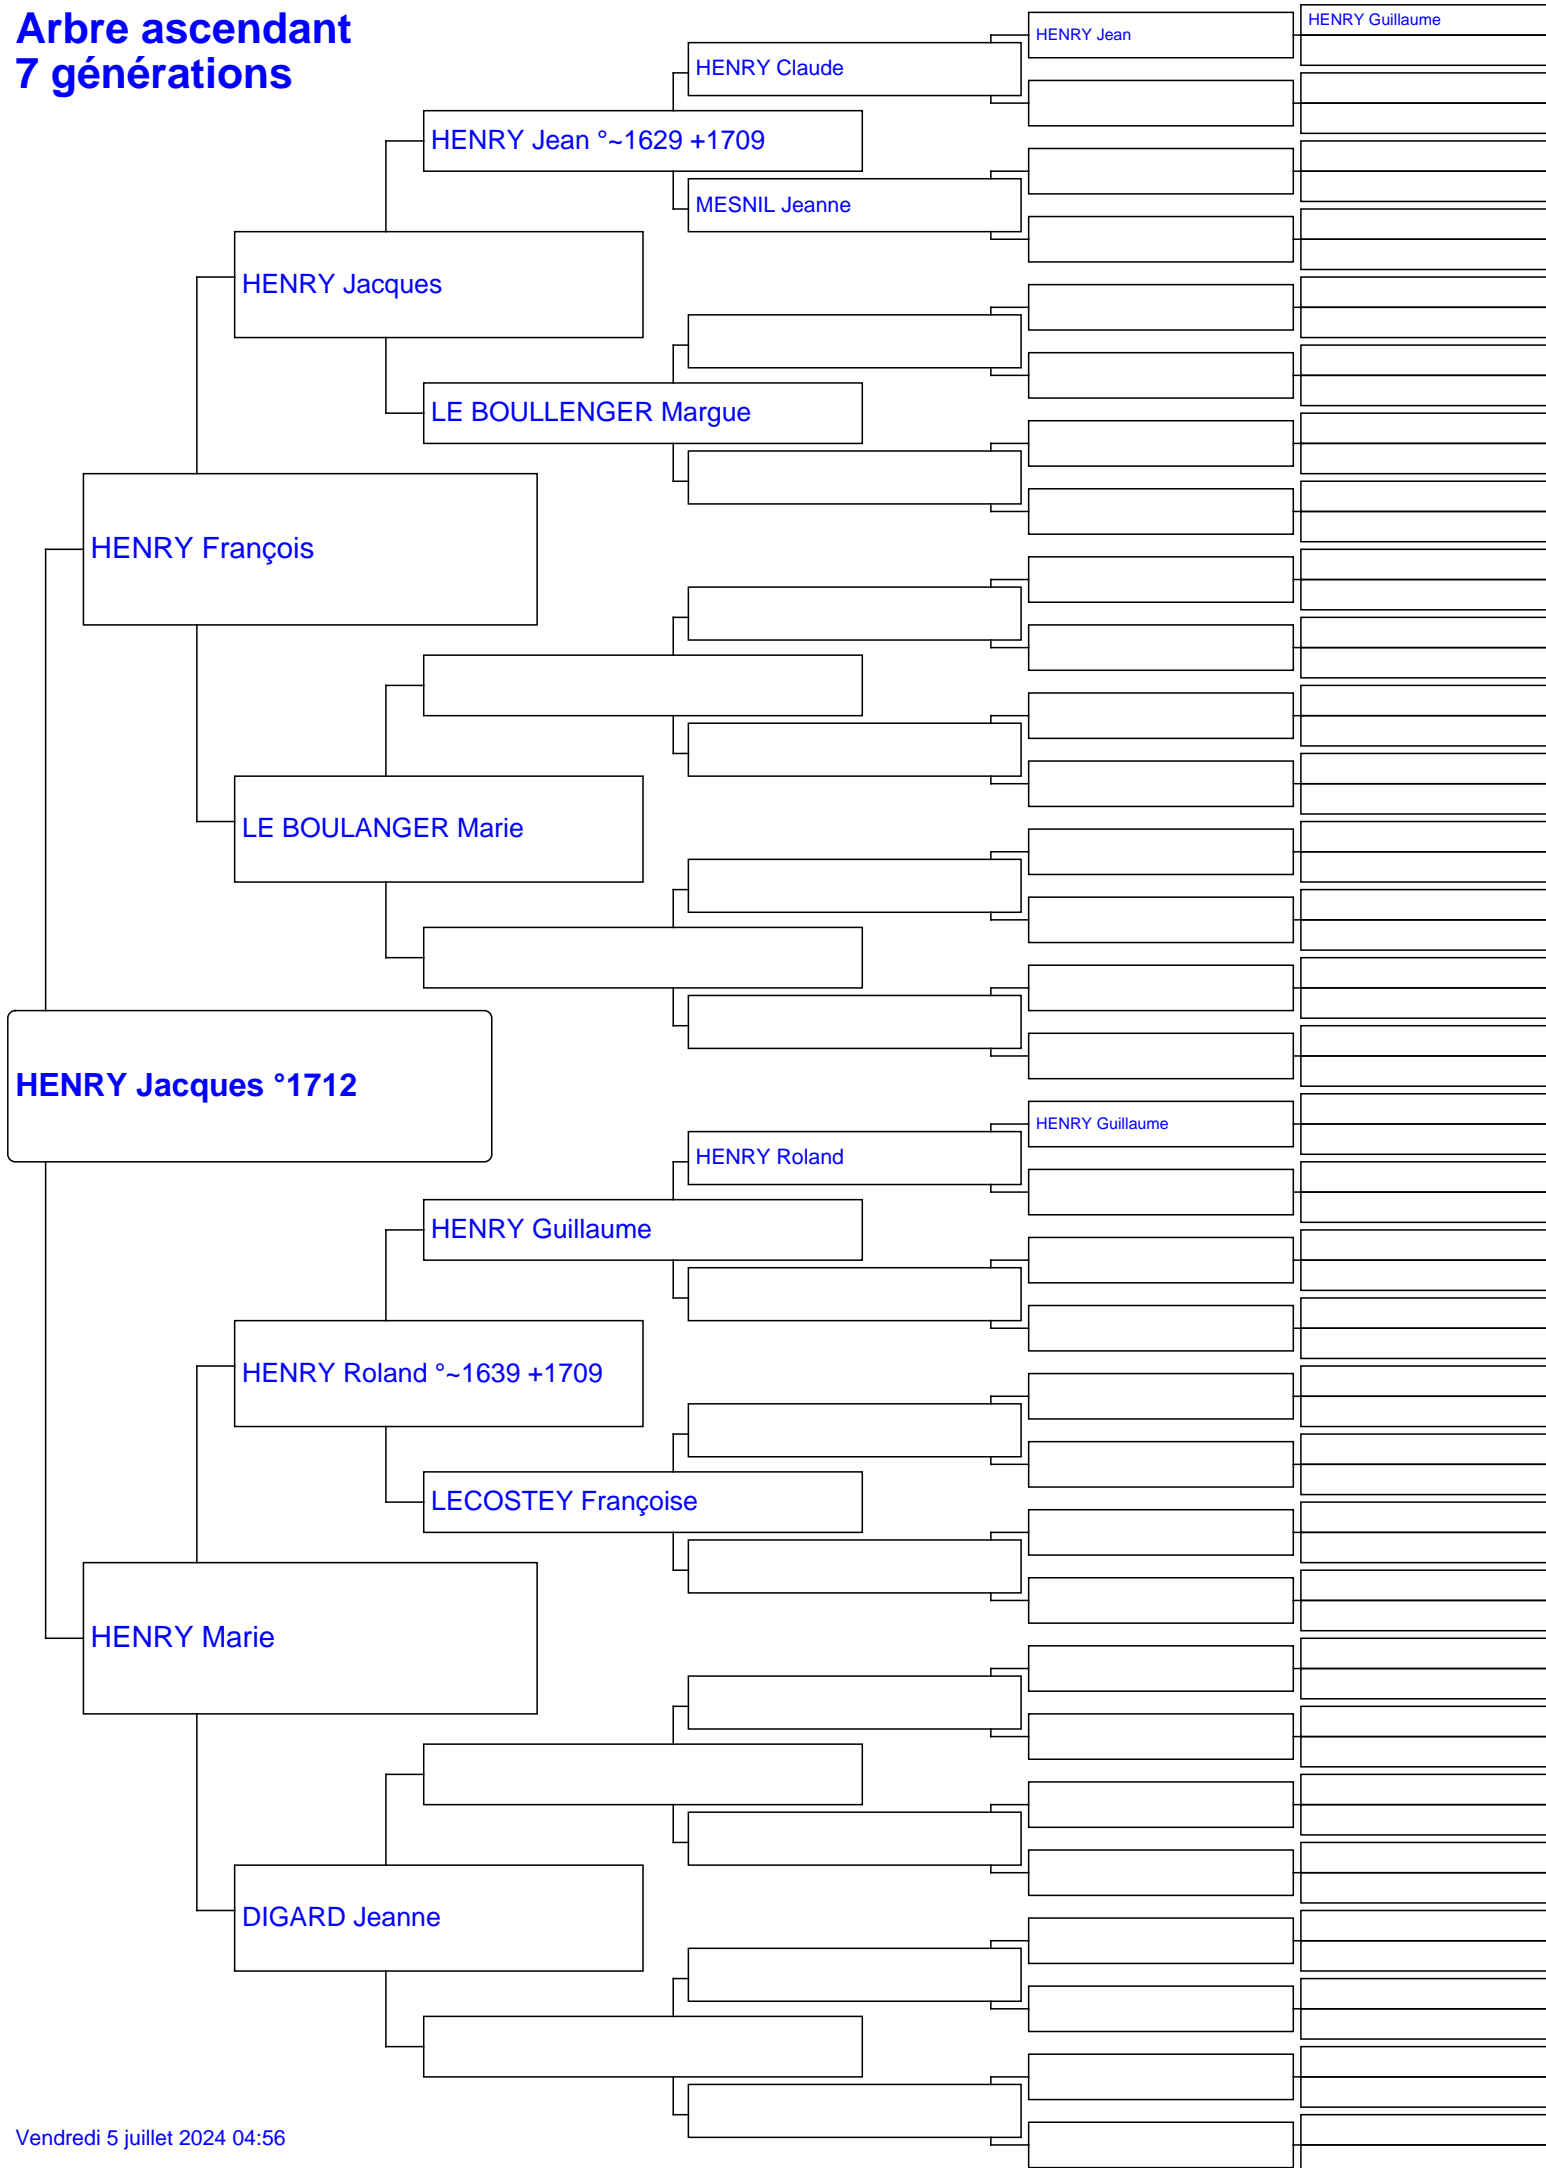 Arbre ascendant
7 générations
HENRY Guillaume
HENRY Jean
HENRY Claude
HENRY Jean °~1629 +1709
MESNIL Jeanne
HENRY Jacques
LE BOULLENGER Margue
HENRY François
LE BOULANGER Marie
HENRY Jacques °1712
HENRY Guillaume
HENRY Roland
HENRY Guillaume
HENRY Roland °~1639 +1709
LECOSTEY Françoise
HENRY Marie
DIGARD Jeanne
Vendredi 5 juillet 2024 04:56